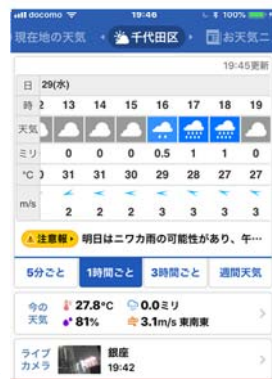 docomo 19:46 100%
現在地の天気 千代田区 お天気ニ
19:45更新
日 29(水)
時 2 13 14 15 16 17 18 19
天気
ミリ 0 0 0 0.5 1 1 0
℃ 31 31 30 29 28 27 27
m/s 2 2 2 3 3 3 3
注意報 明日はニワカ雨の可能性があり、午…
5分ごと 1時間ごと 3時間ごと 週間天気
今の天気 27.8℃ 0.0ミリ
81% 3.1m/s 東南東
ライブカメラ 銀座
19:42